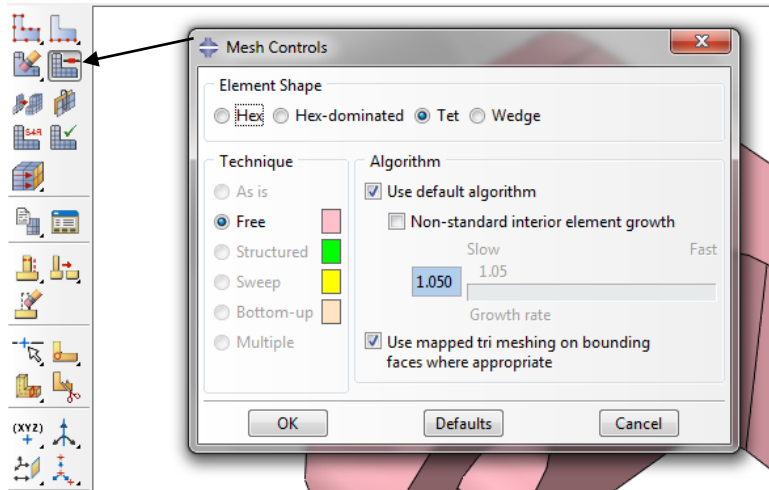 Mesh Controls
Element Shape
Hex Hex-dominated Tet Wedge
Technique
As is
Free
Structured
Sweep
Bottom-up
Multiple
Algorithm
Use default algorithm
Non-standard interior element growth
Slow Fast
1.050 1.05
Growth rate
Use mapped tri meshing on bounding
faces where appropriate
OK Defaults Cancel
S4R
(XYZ)